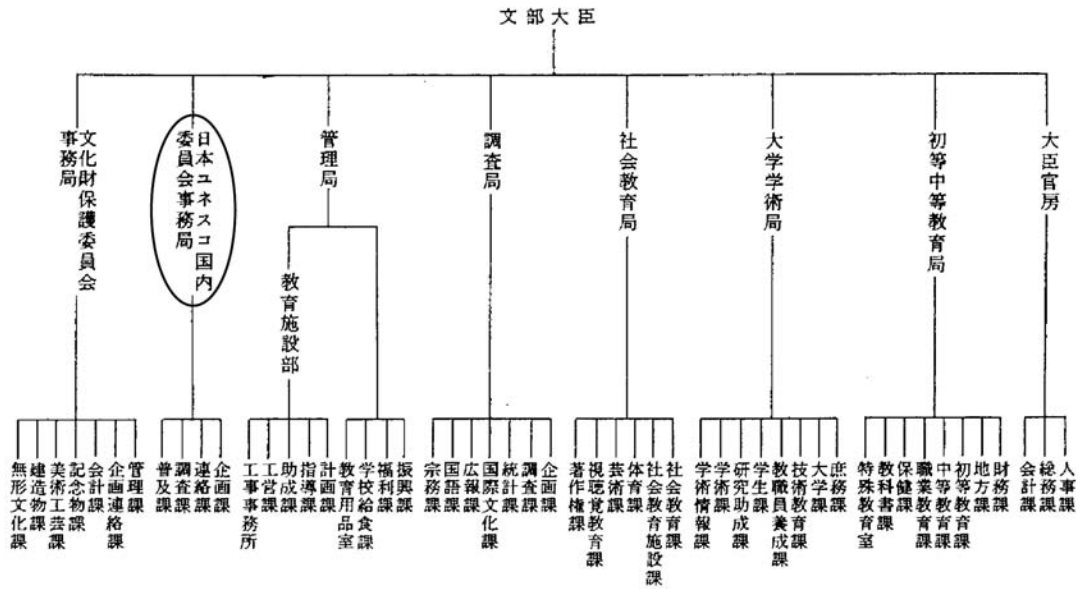 文部大臣
大臣官房
初等中等教育局
大学学術局
社会教育局
調査局
管理局
日本ユネスコ国内
委員会事務局
文化財保護委員会
事務局
教育施設部
人事課
総務課
会計課
財務課
地方課
初等教育課
中等教育課
職業教育課
保健課
教科書課
特殊教育室
庶務課
大学課
技術教育課
教職員養成課
学生課
研究助成課
学術課
学術情報課
社会教育課
社会教育施設課
体育課
芸術課
視聴覚教育課
著作権課
企画課
調査課
統計課
国際文化課
広報課
国語課
宗務課
振興課
福利課
学校給食課
教育用品室
計画課
指導課
助成課
工営課
工事事務所
企画課
連絡課
調査課
普及課
管理課
企画連絡課
会計課
記念物課
美術工芸課
建造物課
無形文化課